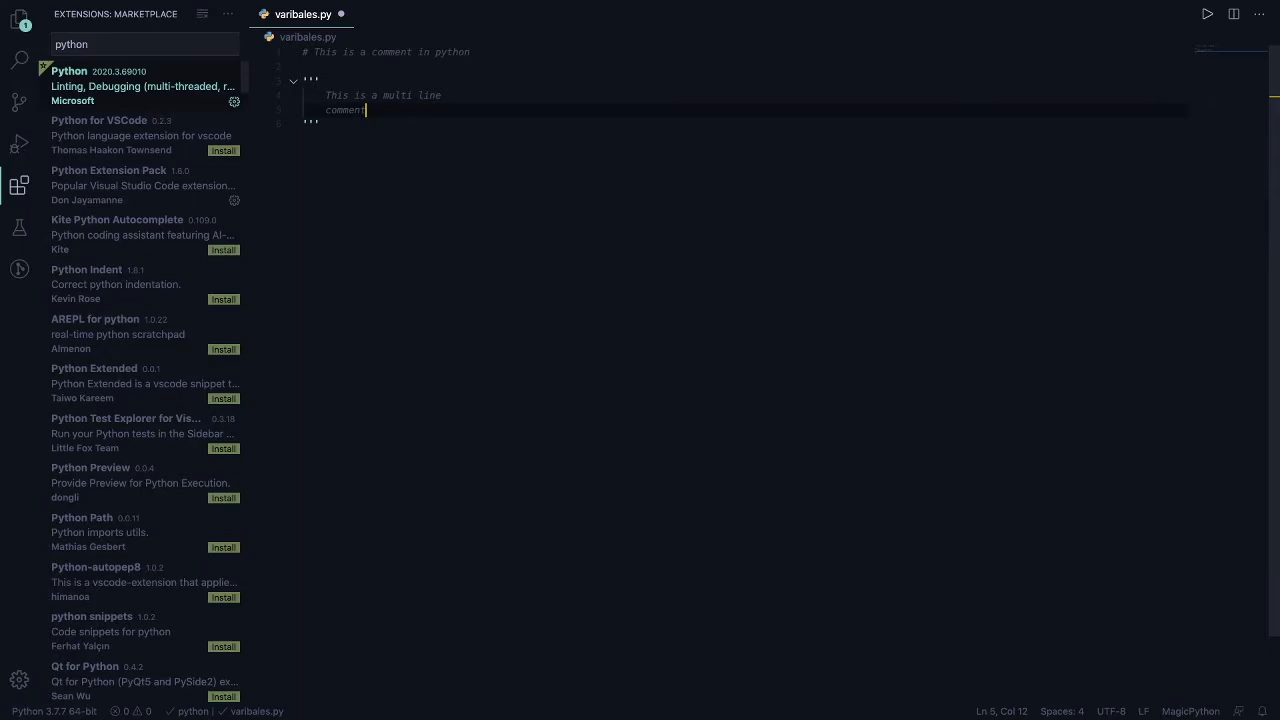 1
EXTENSIONS: MARKETPLACE
python
Python 2020.3.69010
Linting, Debugging (multi-threaded, r...
Microsoft
Python for VSCode 0.2.3
Python language extension for vscode
Thomas Haakon Townsend Install
Python Extension Pack 1.6.0
Popular Visual Studio Code extension...
Don Jayamanne
Kite Python Autocomplete 0.109.0
Python coding assistant featuring AI-...
Kite Install
Python Indent 1.8.1
Correct python indentation.
Kevin Rose Install
AREPL for python 1.0.22
real-time python scratchpad
Almenon Install
Python Extended 0.0.1
Python Extended is a vscode snippet t...
Taiwo Kareem Install
Python Test Explorer for Vis... 0.3.18
Run your Python tests in the Sidebar ...
Little Fox Team Install
Python Preview 0.0.4
Provide Preview for Python Execution.
dongli Install
Python Path 0.0.11
Python imports utils.
Mathias Gesbert Install
Python-autopep8 1.0.2
This is a vscode-extension that applie...
himanoa Install
python snippets 1.0.2
Code snippets for python
Ferhat Yalçın Install
Qt for Python 0.4.2
Qt for Python (PyQt5 and PySide2) ex...
Sean Wu Install
varibales.py
varibales.py
1 # This is a comment in python
2
3 '''
4 This is a multi line
5 comment
6 '''
Python 3.7.7 64-bit 0 0 python | varibales.py Ln 5, Col 12 Spaces: 4 UTF-8 LF MagicPython